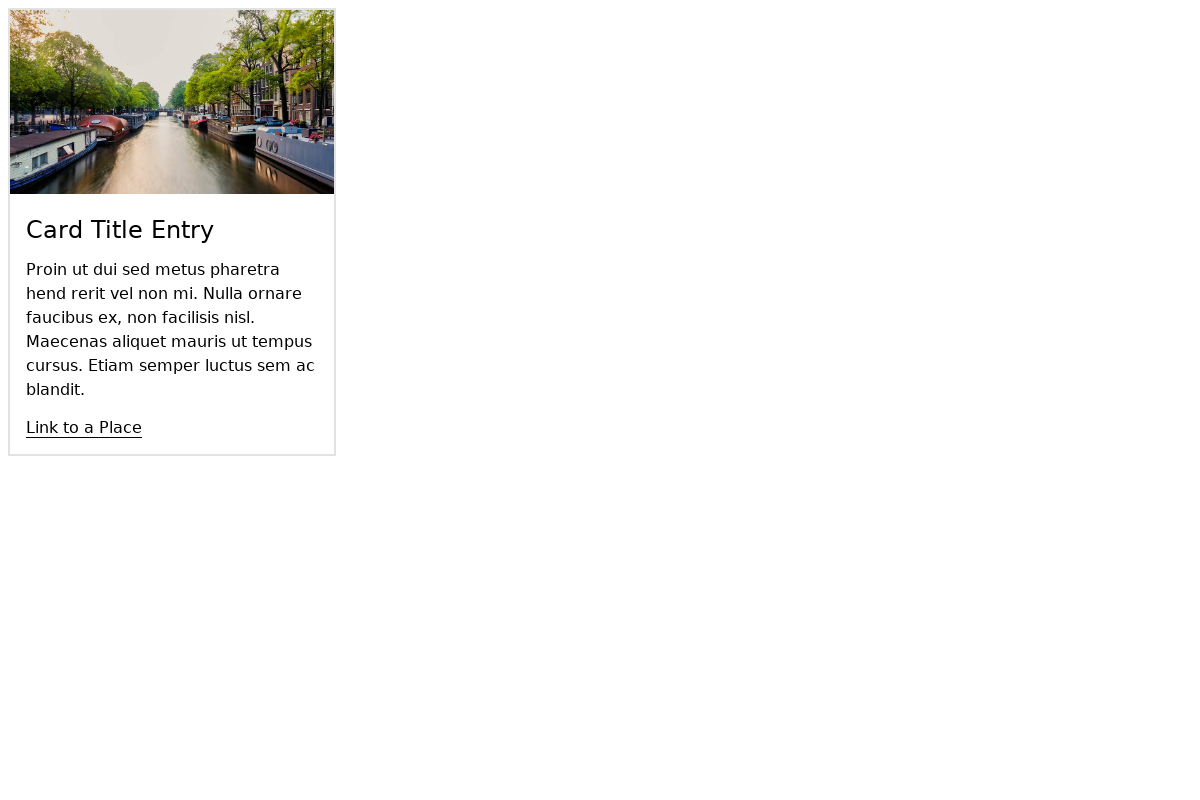 Card Title Entry
Proin ut dui sed metus pharetra
hend rerit vel non mi. Nulla ornare
faucibus ex, non facilisis nisl.
Maecenas aliquet mauris ut tempus
cursus. Etiam semper luctus sem ac
blandit.
Link to a Place